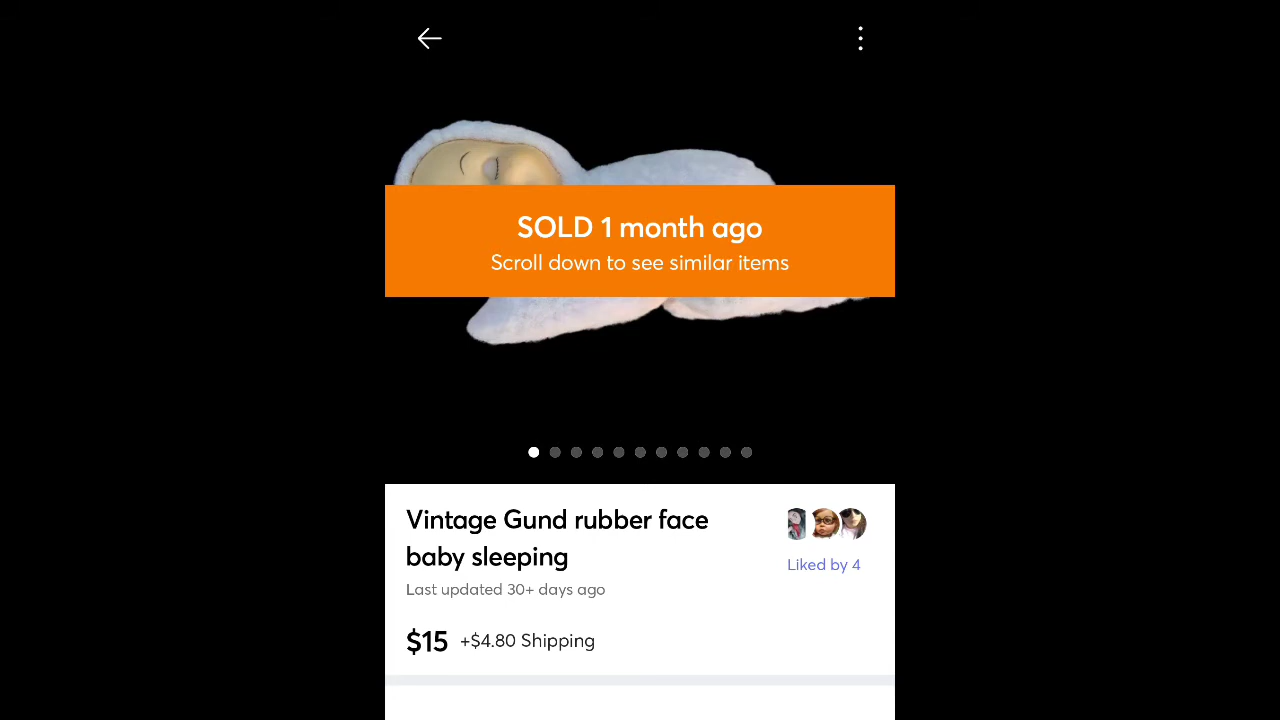 SOLD 1 month ago
Scroll down to see similar items
Vintage Gund rubber face
baby sleeping
Liked by 4
Last updated 30+ days ago
$15 +$4.80 Shipping